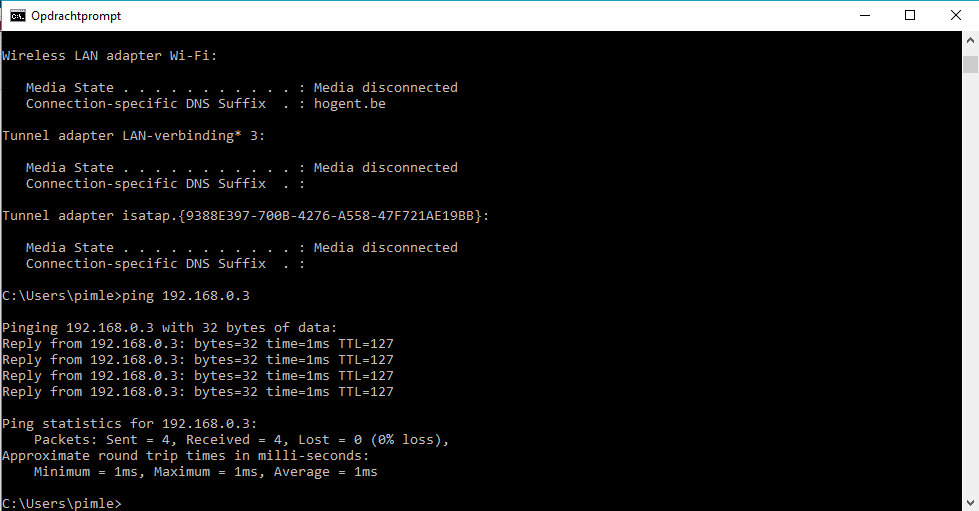 Opdrachtprompt
Wireless LAN adapter Wi-Fi:
   Media State . . . . . . . . . . . : Media disconnected
   Connection-specific DNS Suffix  . : hogent.be
Tunnel adapter LAN-verbinding* 3:
   Media State . . . . . . . . . . . : Media disconnected
   Connection-specific DNS Suffix  . :
Tunnel adapter isatap.{9388E397-700B-4276-A558-47F721AE19BB}:
   Media State . . . . . . . . . . . : Media disconnected
   Connection-specific DNS Suffix  . :
C:\Users\pimle>ping 192.168.0.3
Pinging 192.168.0.3 with 32 bytes of data:
Reply from 192.168.0.3: bytes=32 time=1ms TTL=127
Reply from 192.168.0.3: bytes=32 time=1ms TTL=127
Reply from 192.168.0.3: bytes=32 time=1ms TTL=127
Reply from 192.168.0.3: bytes=32 time=1ms TTL=127
Ping statistics for 192.168.0.3:
    Packets: Sent = 4, Received = 4, Lost = 0 (0% loss),
Approximate round trip times in milli-seconds:
    Minimum = 1ms, Maximum = 1ms, Average = 1ms
C:\Users\pimle>